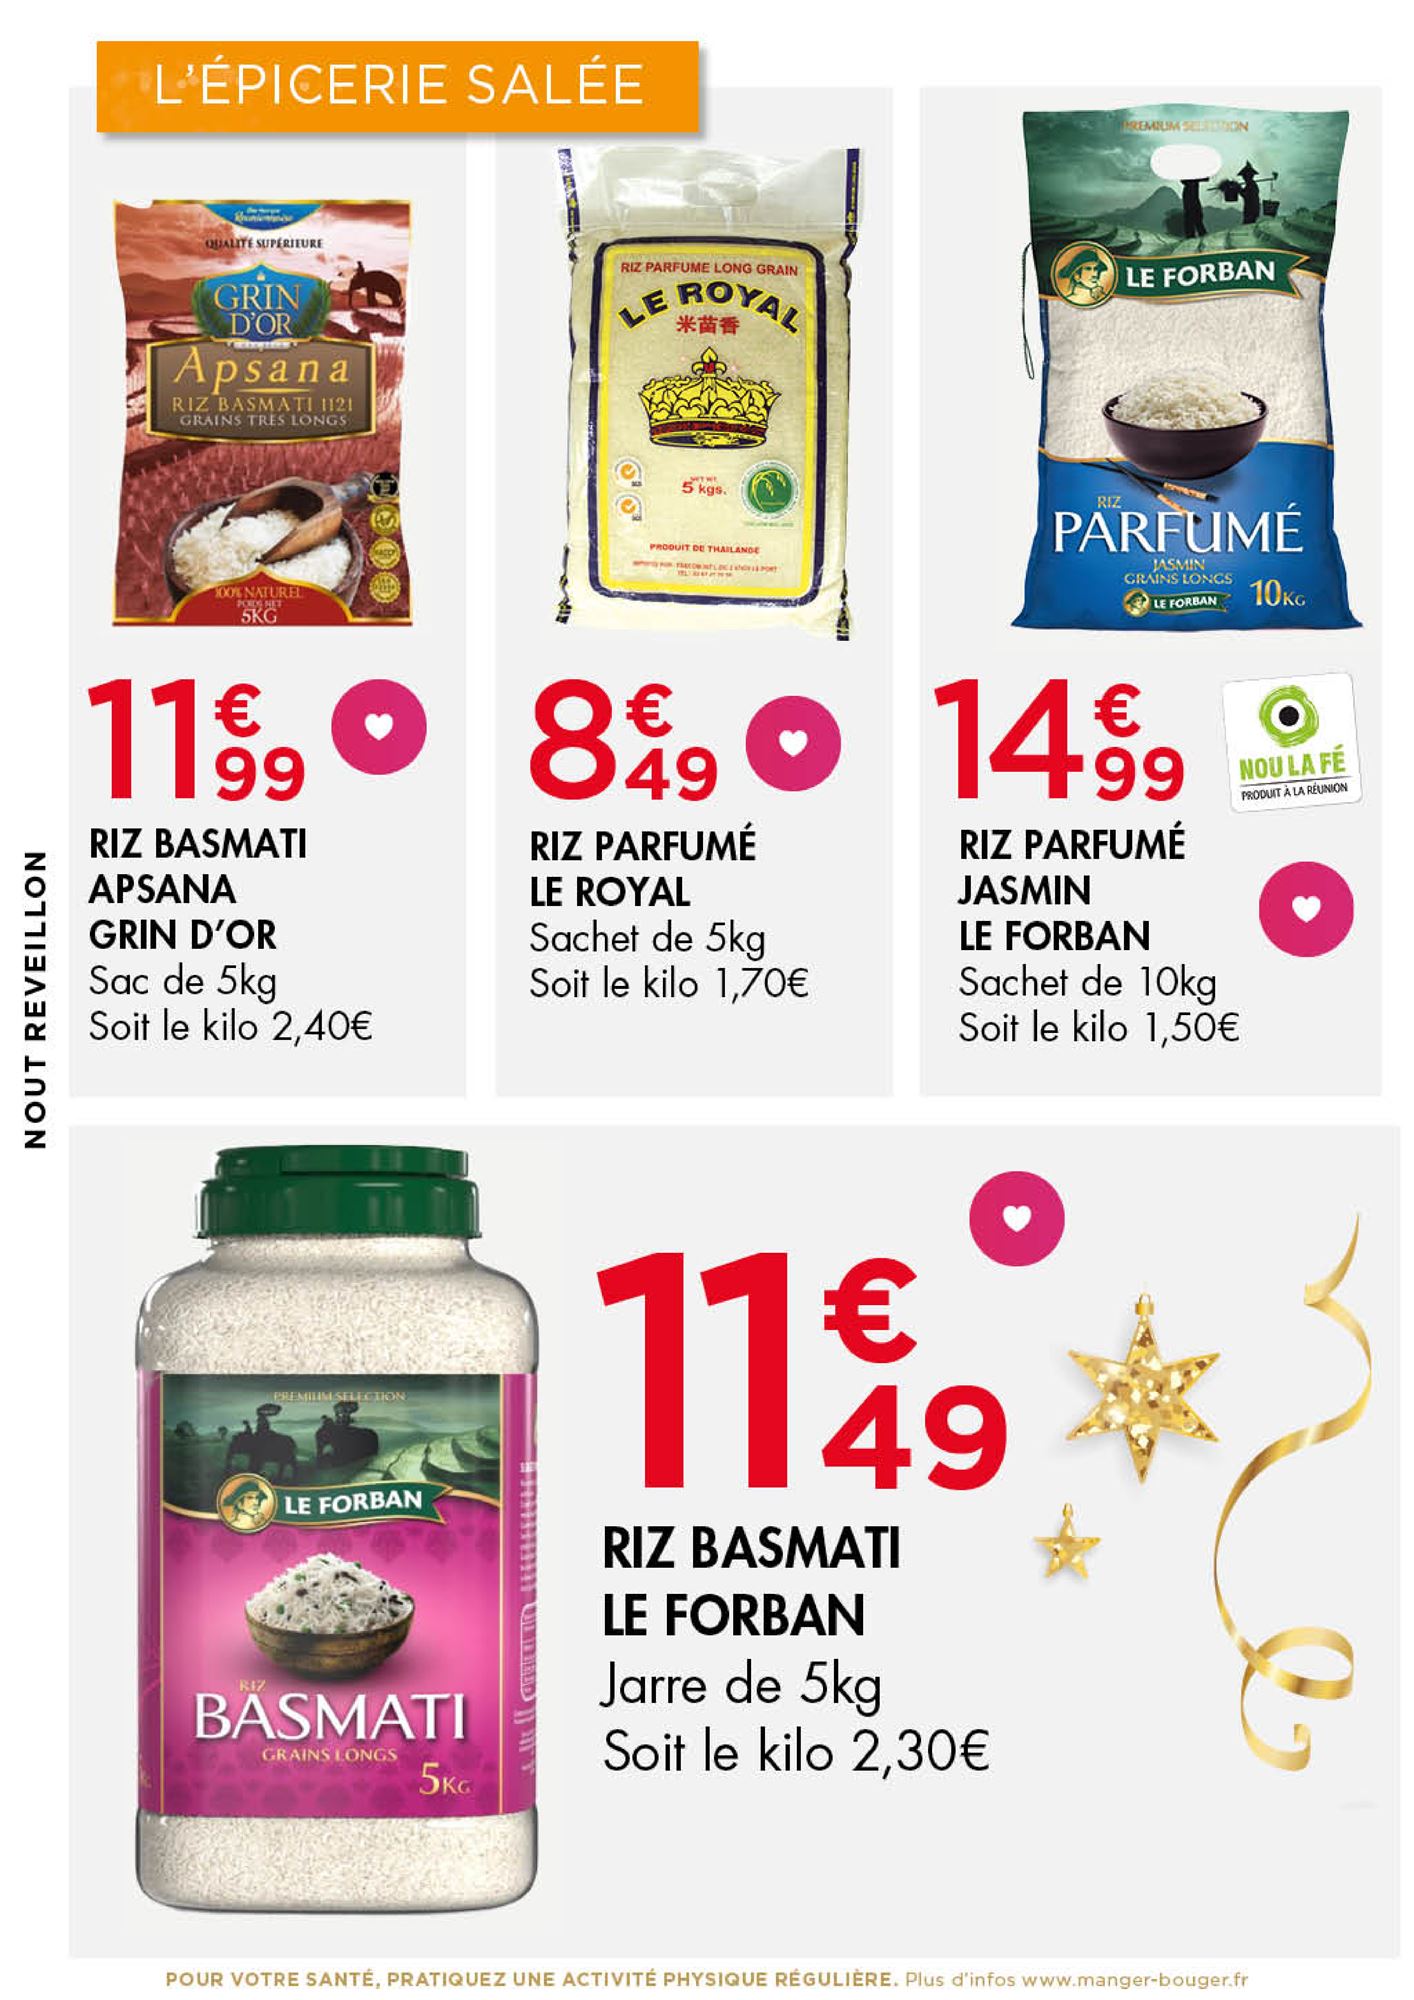 L'ÉPICERIE SALÉE
Réunionnaise
QUALITÉ SUPÉRIEURE
GRIN
D'OR
Apsana
RIZ BASMATI 1121
GRAINS TRÈS LONGS
100% NATUREL
POIDS NET
5KG
RIZ PARFUME LONG GRAIN
LE ROYAL
米苗香
NET WT
5 kgs.
PRODUIT DE THAILANDE
PREMIUM SELECTION
LE FORBAN
RIZ
PARFUMÉ
JASMIN
GRAINS LONGS
LE FORBAN
10KG
11€99
RIZ BASMATI
APSANA
GRIN D'OR
Sac de 5kg
Soit le kilo 2,40€
8€49
RIZ PARFUMÉ
LE ROYAL
Sachet de 5kg
Soit le kilo 1,70€
14€99
NOU LA FÉ
PRODUIT À LA RÉUNION
RIZ PARFUMÉ
JASMIN
LE FORBAN
Sachet de 10kg
Soit le kilo 1,50€
NOUT REVEILLON
PREMIUM SELECTION
LE FORBAN
RIZ
BASMATI
GRAINS LONGS
5KG
11€49
RIZ BASMATI
LE FORBAN
Jarre de 5kg
Soit le kilo 2,30€
POUR VOTRE SANTÉ, PRATIQUEZ UNE ACTIVITÉ PHYSIQUE RÉGULIÈRE. Plus d'infos www.manger-bouger.fr